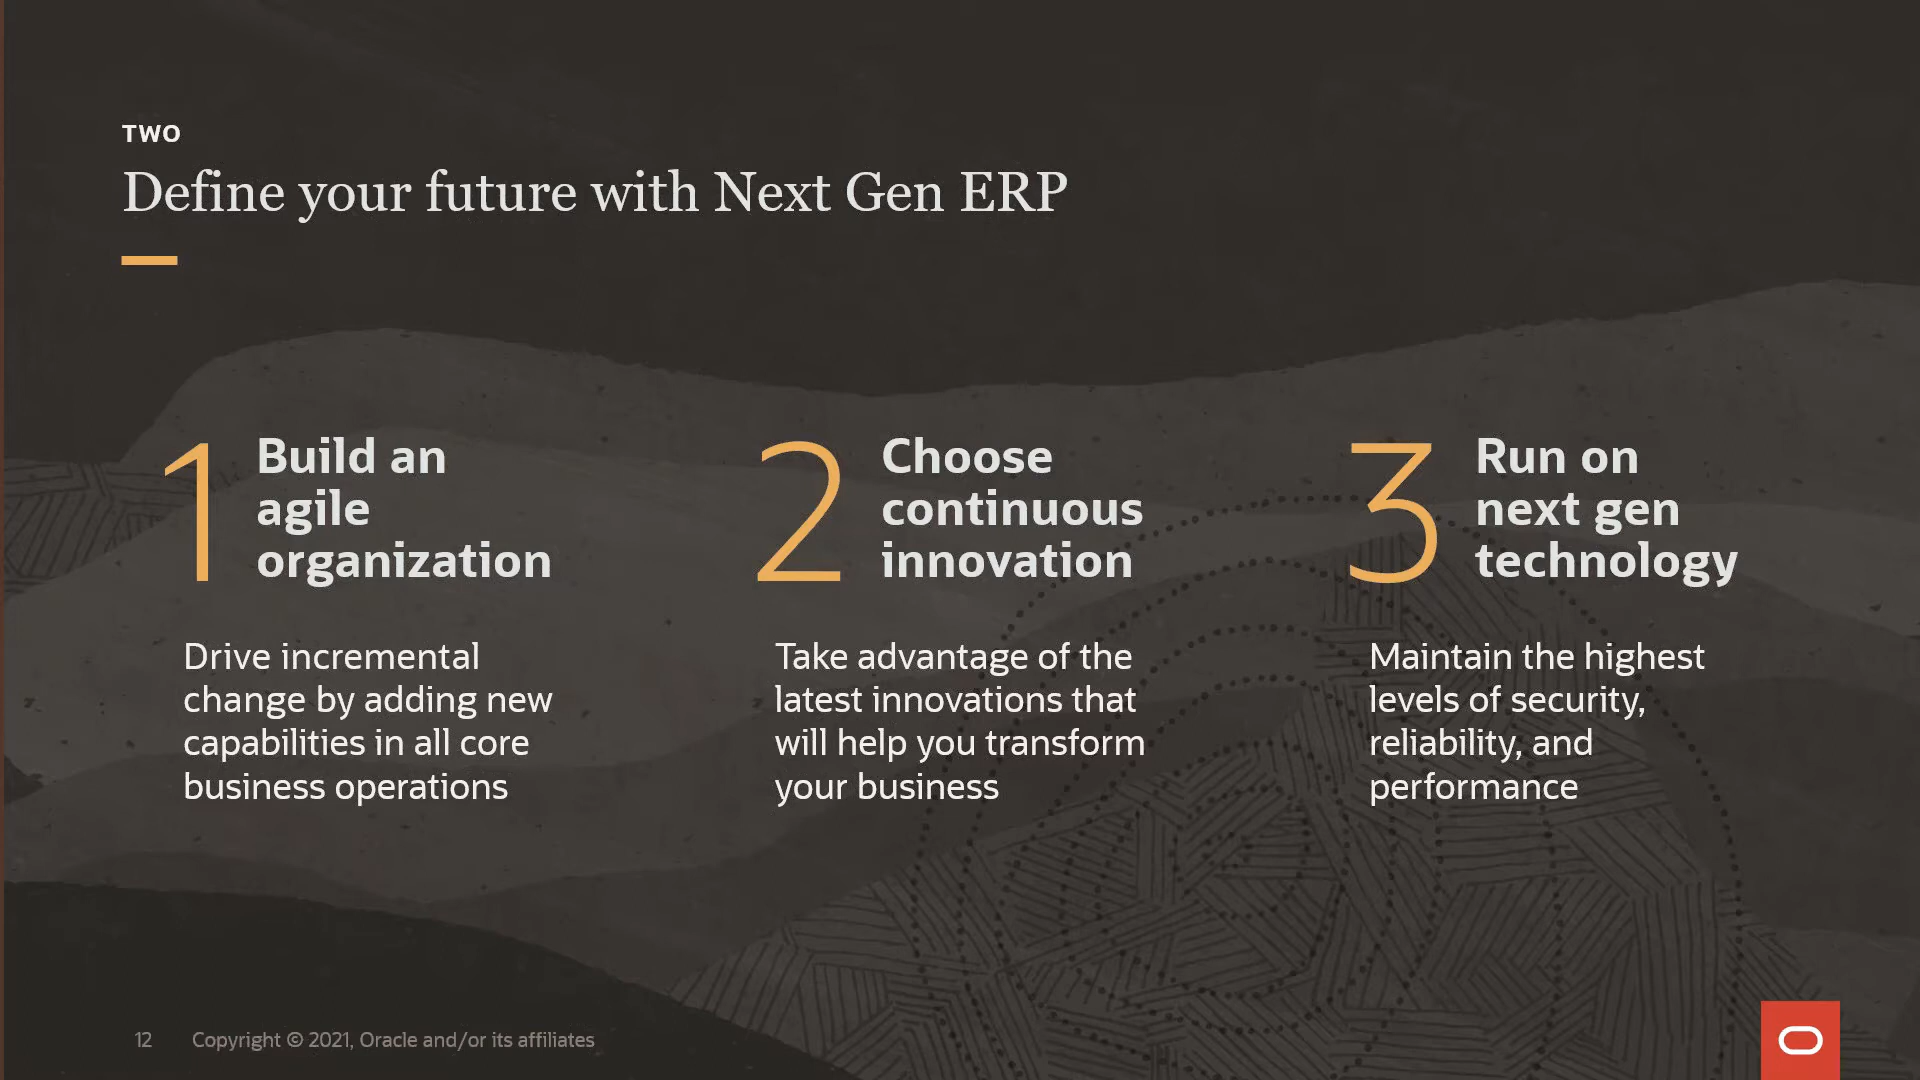 TWO
Define your future with Next Gen ERP
1
Build an
agile
organization
Drive incremental
change by adding new
capabilities in all core
business operations
2
Choose
continuous
innovation
Take advantage of the
latest innovations that
will help you transform
your business
3
Run on
next gen
technology
Maintain the highest
levels of security,
reliability, and
performance
12 Copyright © 2021, Oracle and/or its affiliates